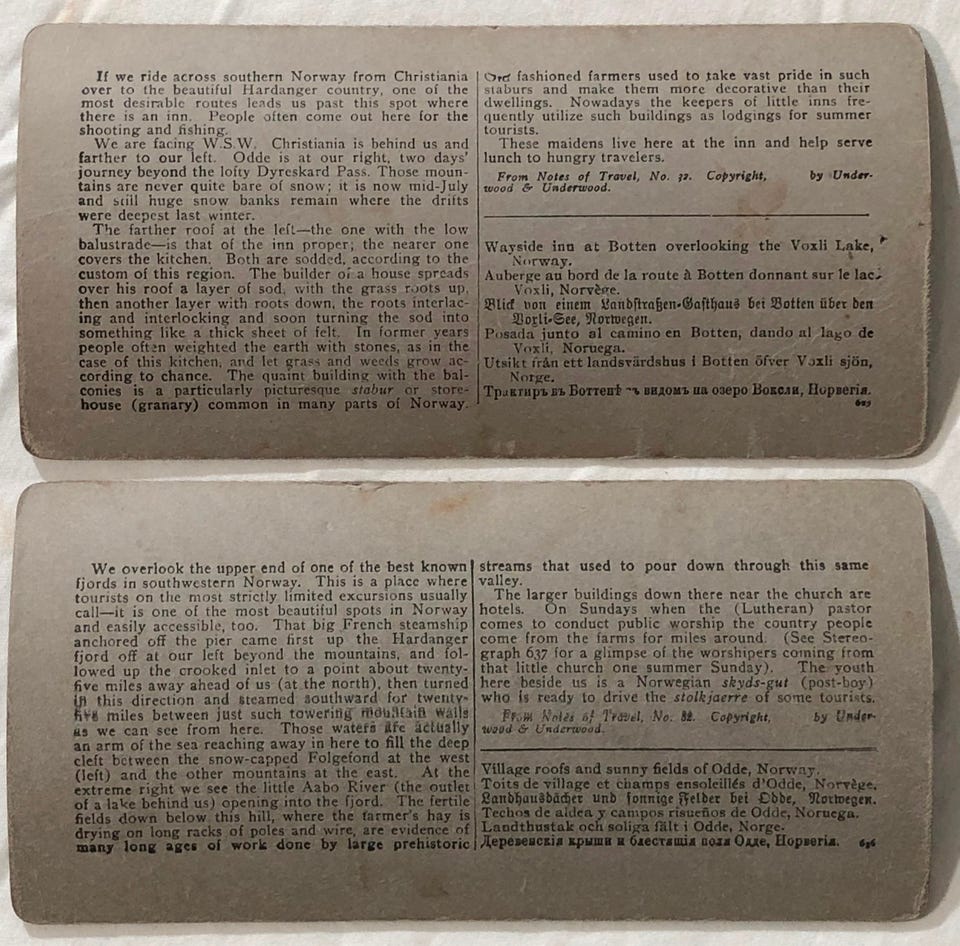 If we ride across southern Norway from Christiania
over to the beautiful Hardanger country, one of the
most desirable routes leads us past this spot where
there is an inn. People often come out here for the
shooting and fishing.
We are facing W.S.W. Christiania is behind us and
farther to our left. Odde is at our right, two days'
journey beyond the lofty Dyreskard Pass. Those moun-
tains are never quite bare of snow; it is now mid-July
and still huge snow banks remain where the drifts
were deepest last winter.
The farther roof at the left—the one with the low
balustrade—is that of the inn proper; the nearer one
covers the kitchen. Both are sodded, according to the
custom of this region. The builder of a house spreads
over his roof a layer of sod, with the grass roots up,
then another layer with roots down, the roots interlac-
ing and interlocking and soon turning the sod into
something like a thick sheet of felt. In former years
people often weighted the earth with stones, as in the
case of this kitchen, and let grass and weeds grow ac-
cording to chance. The quaint building with the bal-
conies is a particularly picturesque stabur or store-
house (granary) common in many parts of Norway.
fashioned farmers used to take vast pride in such
staburs and make them more decorative than their
dwellings. Nowadays the keepers of little inns fre-
quently utilize such buildings as lodgings for summer
tourists.
These maidens live here at the inn and help serve
lunch to hungry travelers.
From Notes of Travel, No. 32. Copyright, by Under-
wood & Underwood.
Wayside inn at Botten overlooking the Voxli Lake,
Norway.
Auberge au bord de la route à Botten donnant sur le lac
Voxli, Norvège.
Blick von einem Landstraßen-Gasthaus bei Botten über den
Voxli-See, Norwegen.
Posada junto al camino en Botten, dando al lago de
Voxli, Noruega.
Utsikt från ett landsvärdshus i Botten öfver Voxli sjön,
Norge.
Трактиръ въ Боттенѣ видомъ на озеро Воксли, Норвегія.
We overlook the upper end of one of the best known
fjords in southwestern Norway. This is a place where
tourists on the most strictly limited excursions usually
call—it is one of the most beautiful spots in Norway
and easily accessible, too. That big French steamship
anchored off the pier came first up the Hardanger
fjord off at our left beyond the mountains, and fol-
lowed up the crooked inlet to a point about twenty-
five miles away ahead of us (at the north), then turned
in this direction and steamed southward for twenty-
five miles between just such towering mountain walls
as we can see from here. Those waters are actually
an arm of the sea reaching away in here to fill the deep
cleft between the snow-capped Folgefond at the west
(left) and the other mountains at the east. At the
extreme right we see the little Aabo River (the outlet
of a lake behind us) opening into the fjord. The fertile
fields down below this hill, where the farmer's hay is
drying on long racks of poles and wire, are evidence of
many long ages of work done by large prehistoric
streams that used to pour down through this same
valley.
The larger buildings down there near the church are
hotels. On Sundays when the (Lutheran) pastor
comes to conduct public worship the country people
come from the farms for miles around. (See Stereo-
graph 637 for a glimpse of the worshipers coming from
that little church one summer Sunday). The youth
here beside us is a Norwegian skyds-gut (post-boy)
who is ready to drive the stolkjaerre of some tourists.
From Notes of Travel, No. 32. Copyright, by Under-
wood & Underwood.
Village roofs and sunny fields of Odde, Norway.
Toits de village et champs ensoleillés d'Odde, Norvège.
Landhausdächer und sonnige Felder bei Odde, Norwegen.
Techos de aldea y campos risueños de Odde, Noruega.
Landthustak och soliga fält i Odde, Norge.
Деревенскія крыши и блестящія поля Одде, Норвегія. 636